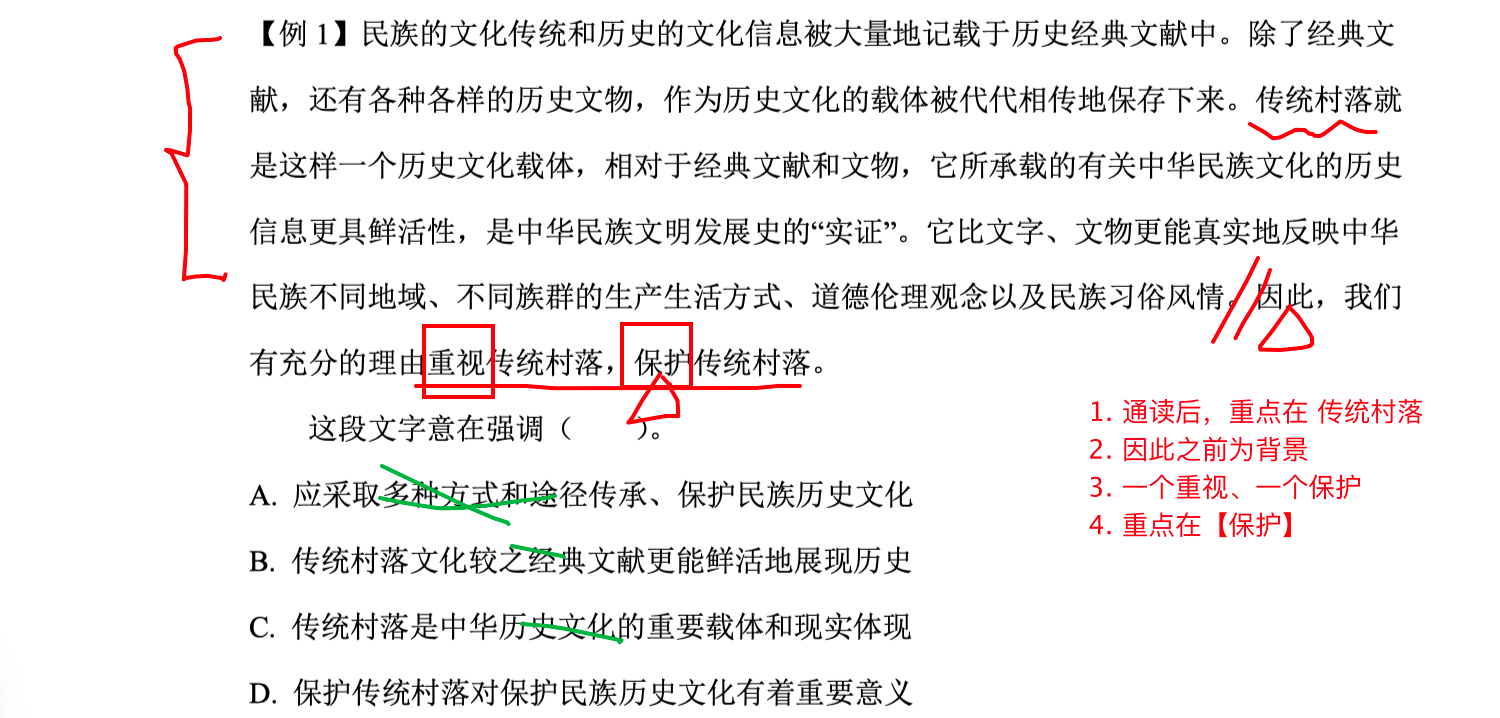 【例 1】民族的文化传统和历史的文化信息被大量地记载于历史经典文献中。除了经典文
献，还有各种各样的历史文物，作为历史文化的载体被代代相传地保存下来。传统村落就
是这样一个历史文化载体，相对于经典文献和文物，它所承载的有关中华民族文化的历史
信息更具鲜活性，是中华民族文明发展史的“实证”。它比文字、文物更能真实地反映中华
民族不同地域、不同族群的生产生活方式、道德伦理观念以及民族习俗风情。因此，我们
有充分的理由重视传统村落，保护传统村落。
这段文字意在强调（　　）。
A. 应采取多种方式和途径传承、保护民族历史文化
B. 传统村落文化较之经典文献更能鲜活地展现历史
C. 传统村落是中华历史文化的重要载体和现实体现
D. 保护传统村落对保护民族历史文化有着重要意义
1. 通读后，重点在 传统村落
2. 因此之前为背景
3. 一个重视、一个保护
4. 重点在【保护】